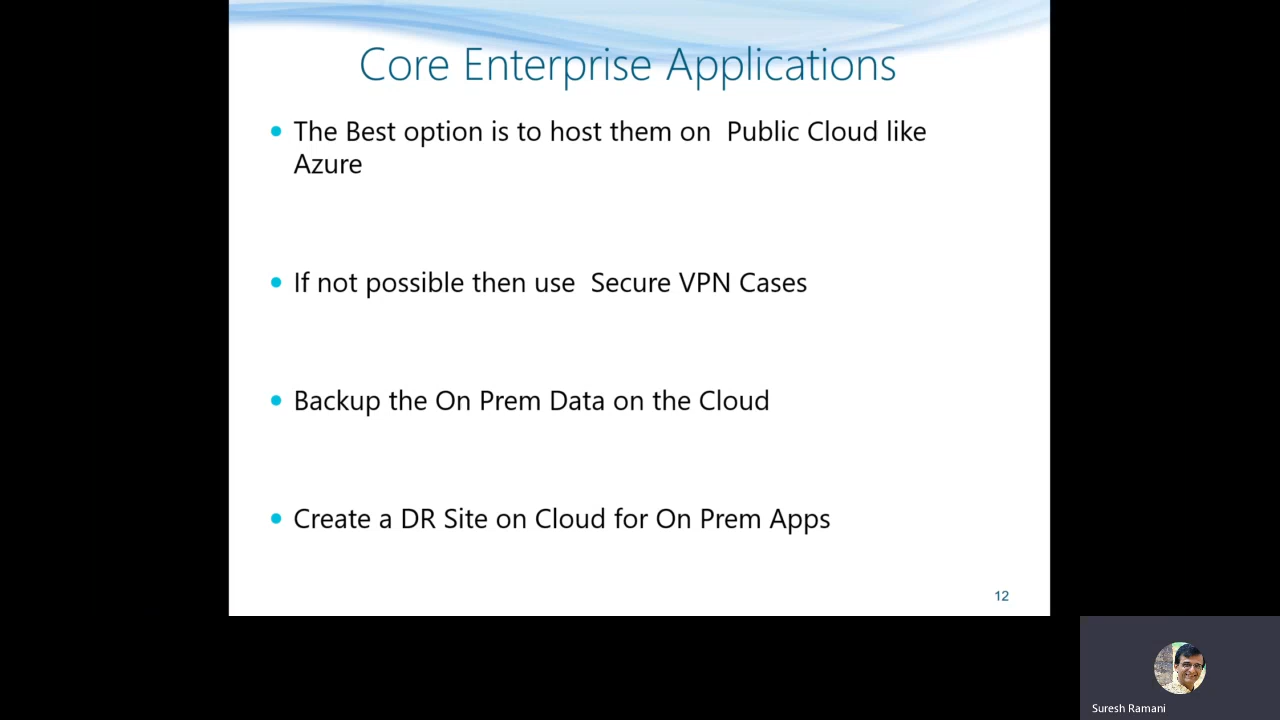 Core Enterprise Applications
The Best option is to host them on  Public Cloud like
Azure
If not possible then use  Secure VPN Cases
Backup the On Prem Data on the Cloud
Create a DR Site on Cloud for On Prem Apps
12
Suresh Ramani